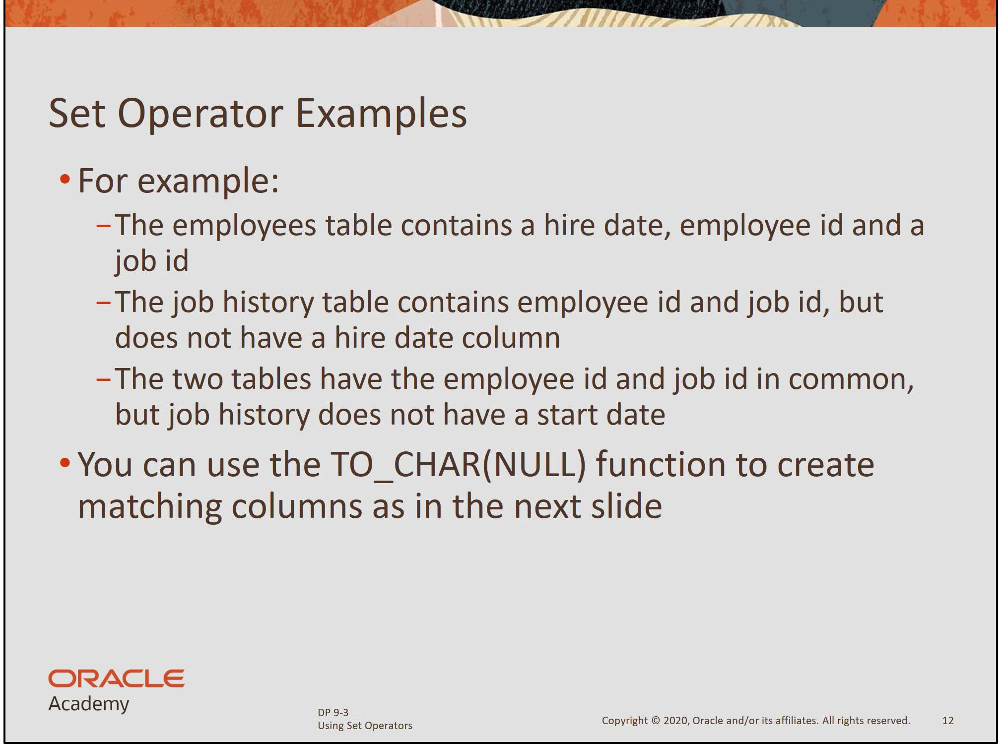 Set Operator Examples
• For example:
–The employees table contains a hire date, employee id and a
job id
–The job history table contains employee id and job id, but
does not have a hire date column
–The two tables have the employee id and job id in common,
but job history does not have a start date
• You can use the TO_CHAR(NULL) function to create
matching columns as in the next slide
ORACLE
Academy
DP 9-3
Using Set Operators
Copyright © 2020, Oracle and/or its affiliates. All rights reserved. 12